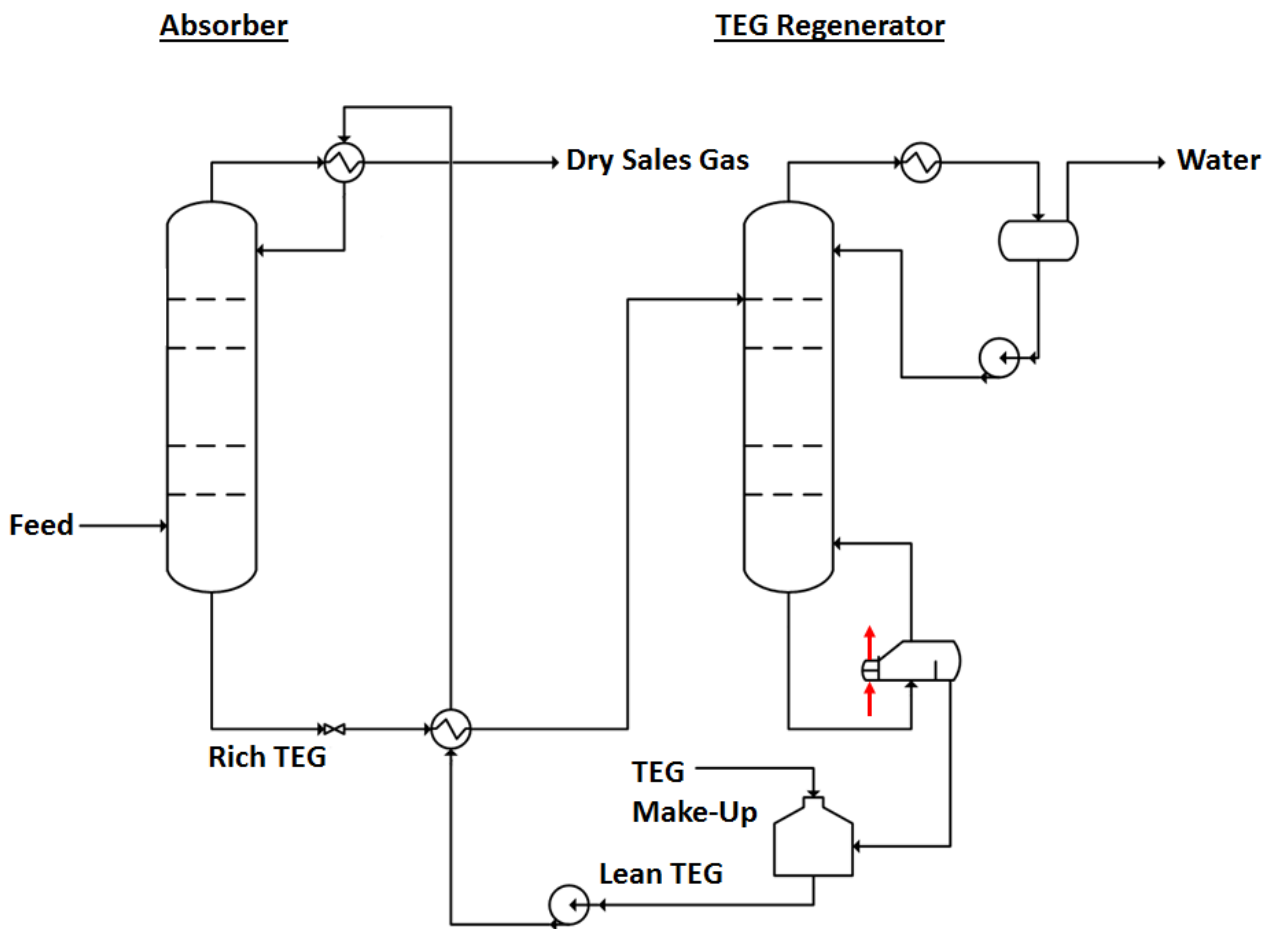 Absorber
TEG Regenerator
Dry Sales Gas
Water
Feed
Rich TEG
TEG
Make-Up
Lean TEG